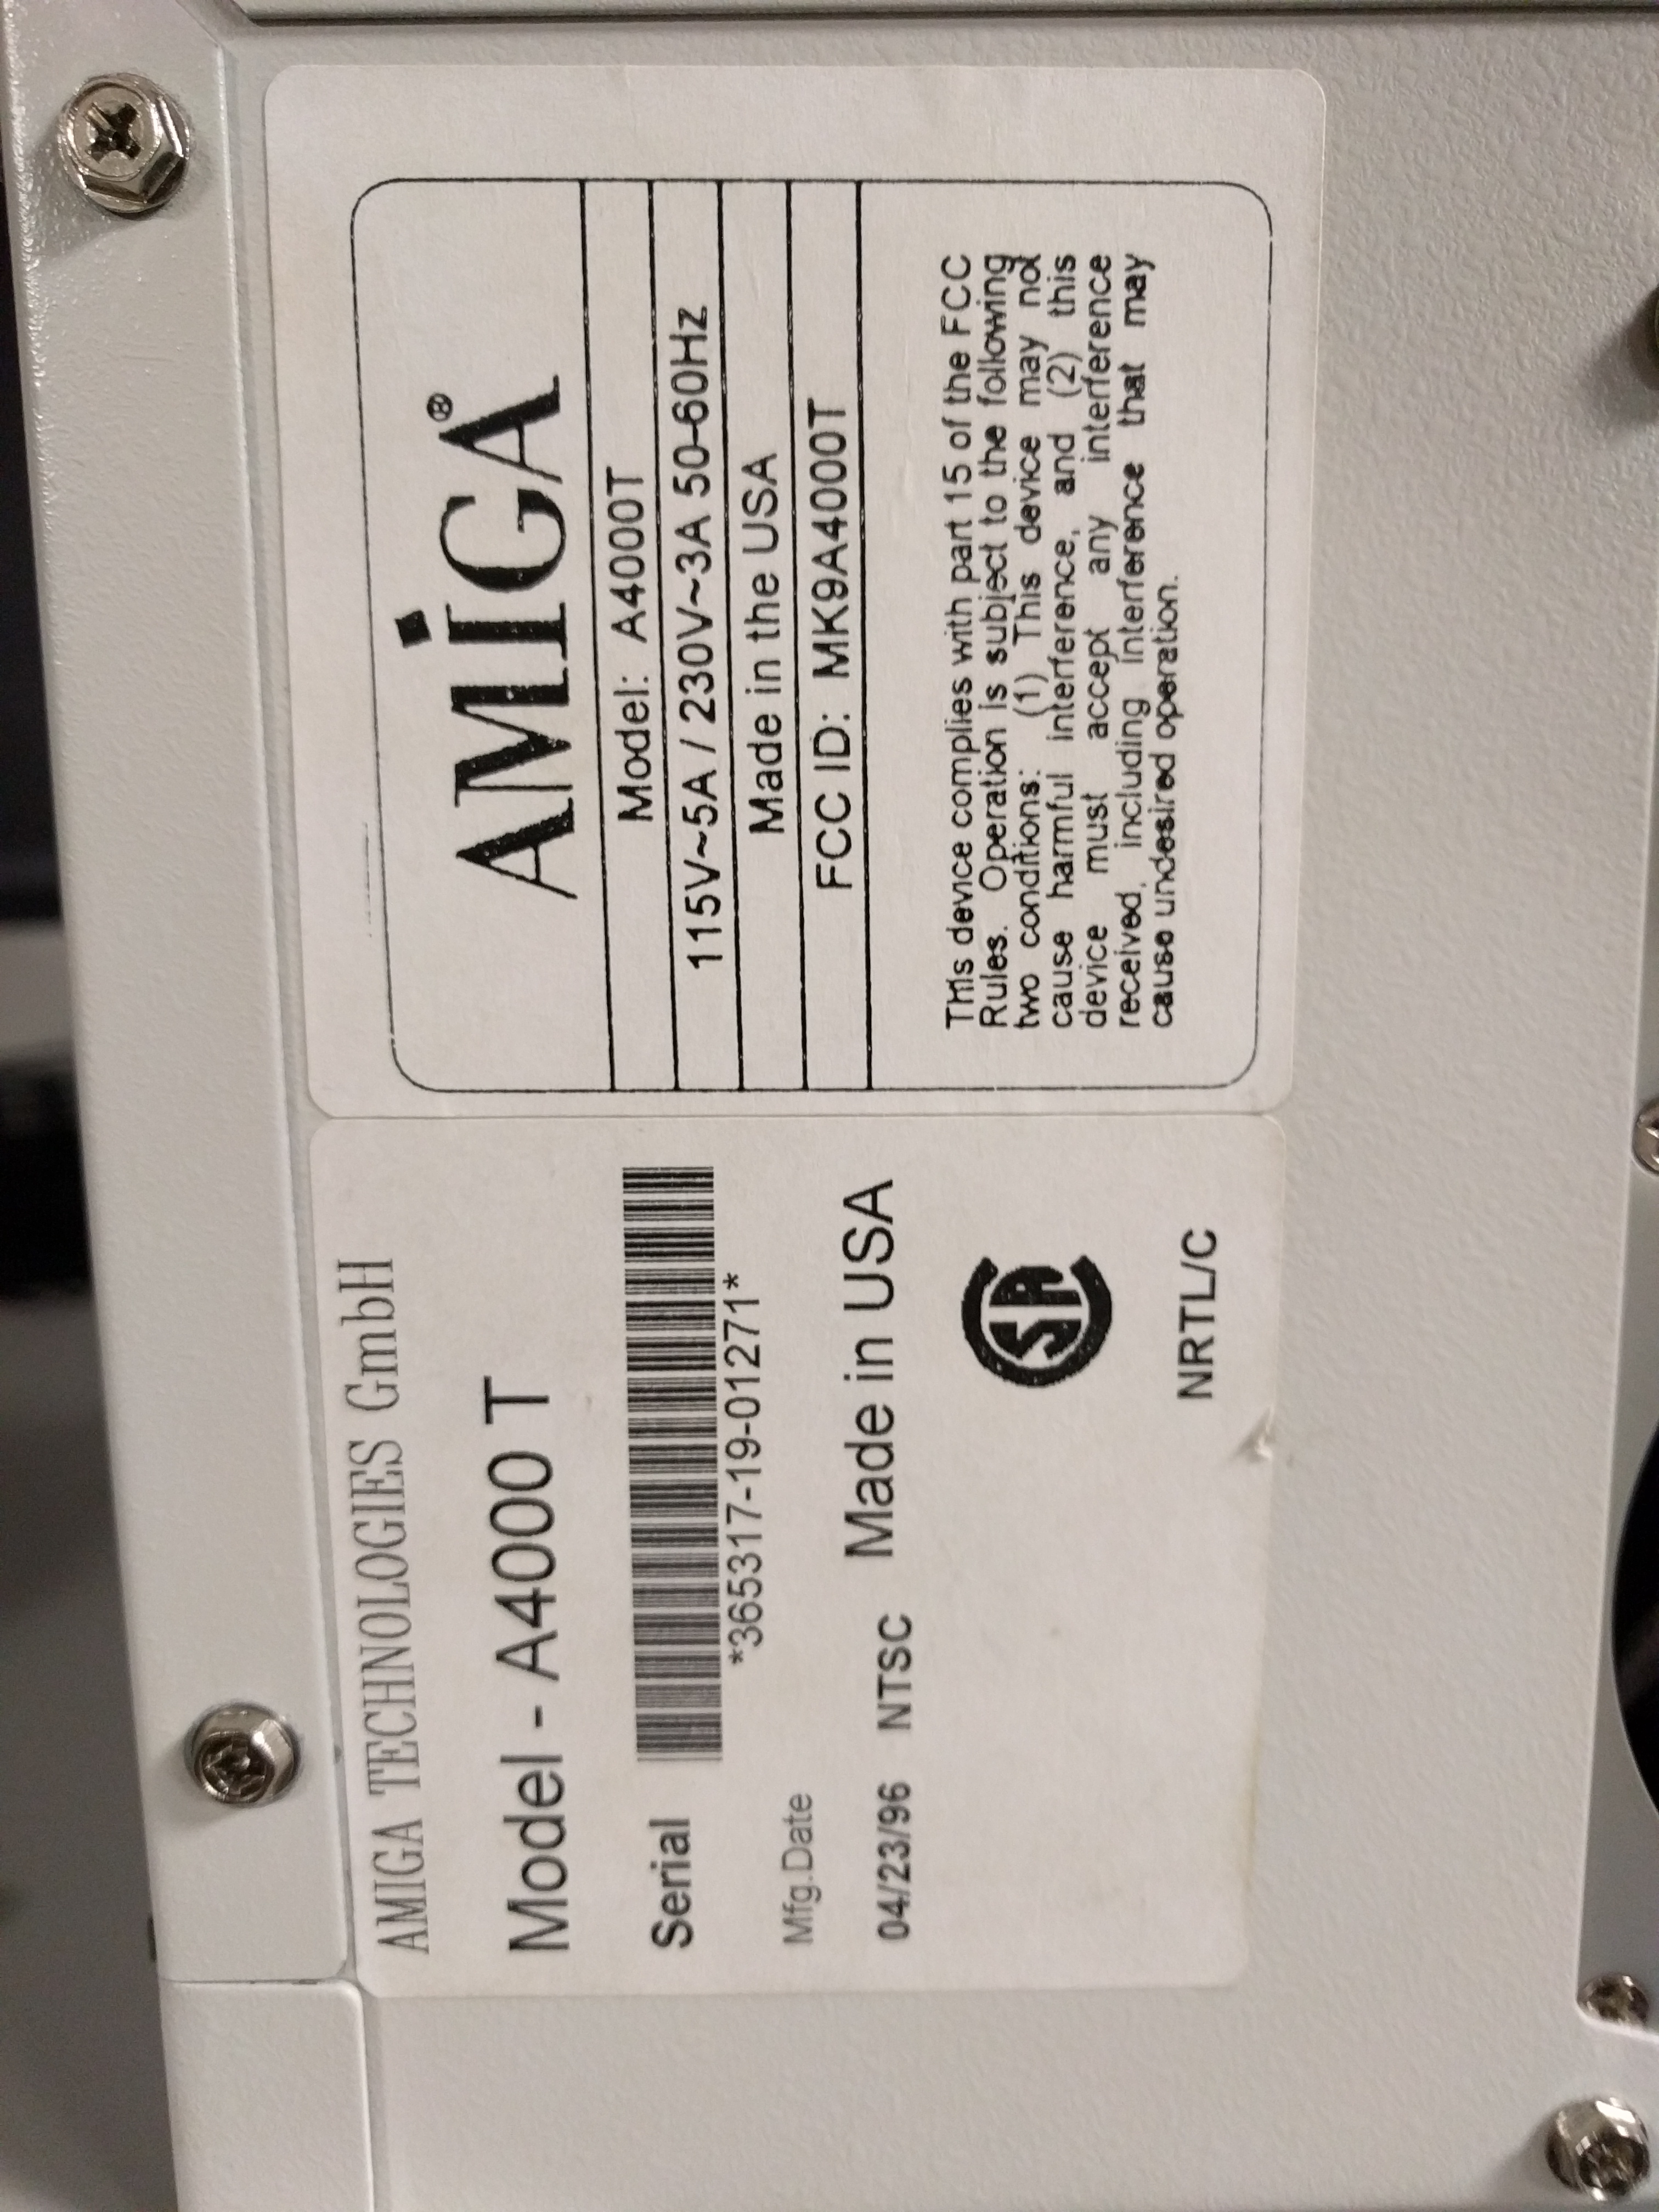 AMIGA TECHNOLOGIES GmbH
Model - A4000 T
Serial
*365317-19-01271*
Mfg.Date
04/23/96 NTSC Made in USA
SA
NRTL/C
AMiGA®
Model: A4000T
115V~5A / 230V~3A 50-60Hz
Made in the USA
FCC ID: MK9A4000T
This device complies with part 15 of the FCC
Rules. Operation is subject to the following
two conditions: (1) This device may not
cause harmful interference, and (2) this
device must accept any interference
received, including interference that may
cause undesired operation.